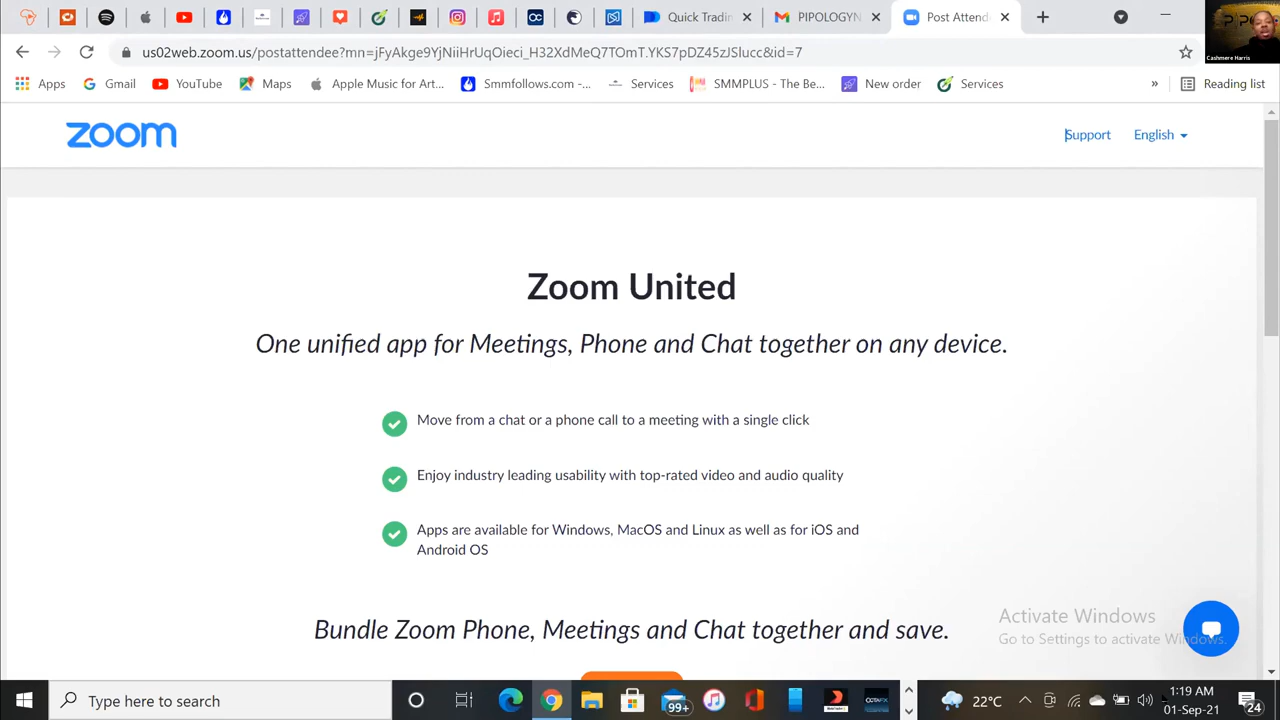 Quick Tradin
PIPOLOGYN
Post Attend
us02web.zoom.us/postattendee?mn=jFyAkge9YjNiiHrUqOieci_H32XdMeQ7TOmT.YKS7pDZ45zJSlucc&id=7
Cashmere Harris
Apps
Gmail
YouTube
Maps
Apple Music for Art...
Smmfollows.com -...
Services
SMMPLUS - The Be...
New order
Services
»
Reading list
zoom
Support
English
Zoom United
One unified app for Meetings, Phone and Chat together on any device.
Move from a chat or a phone call to a meeting with a single click
Enjoy industry leading usability with top-rated video and audio quality
Apps are available for Windows, MacOS and Linux as well as for iOS and
Android OS
Bundle Zoom Phone, Meetings and Chat together and save.
Activate Windows
Go to Settings to activate Windows.
Type here to search
99+
22°C
1:19 AM
01-Sep-21
24